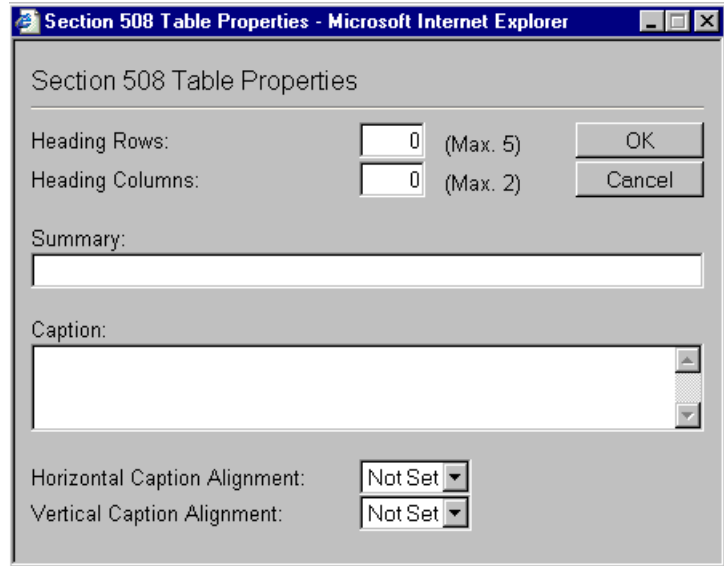 Section 508 Table Properties - Microsoft Internet Explorer
Section 508 Table Properties
Heading Rows: 0 (Max. 5) OK
Heading Columns: 0 (Max. 2) Cancel
Summary:
Caption:
Horizontal Caption Alignment: Not Set
Vertical Caption Alignment: Not Set